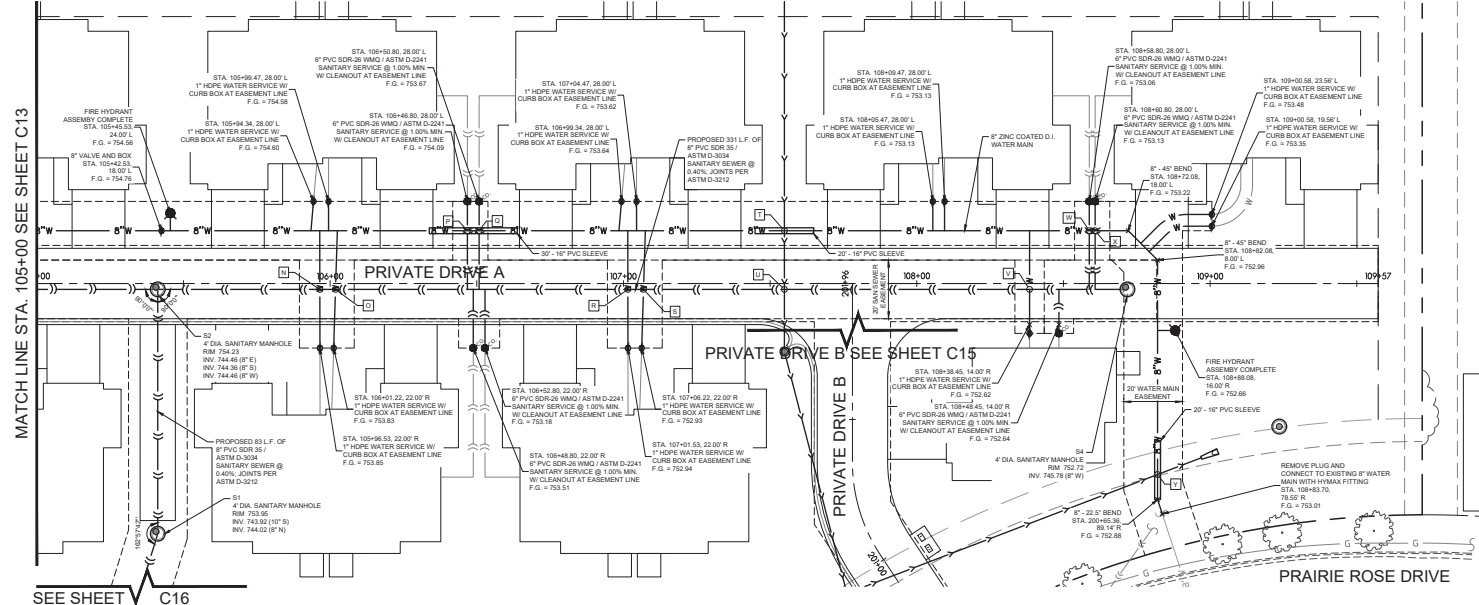 MATCH LINE STA. 105+00 SEE SHEET C13
FIRE HYDRANT
ASSEMBY COMPLETE
STA. 105+45.53,
24.00' L
F.G. = 754.56
8" VALVE AND BOX
STA. 105+42.53,
18.00' L
F.G. = 754.76
STA. 105+99.47, 28.00' L
1" HDPE WATER SERVICE W/
CURB BOX AT EASEMENT LINE
F.G. = 754.58
STA. 105+94.34, 28.00' L
1" HDPE WATER SERVICE W/
CURB BOX AT EASEMENT LINE
F.G. = 754.60
STA. 106+50.80, 28.00' L
6" PVC SDR-26 WMQ / ASTM D-2241
SANITARY SERVICE @ 1.00% MIN.
W/ CLEANOUT AT EASEMENT LINE
F.G. = 753.67
STA. 106+46.80, 28.00' L
6" PVC SDR-26 WMQ / ASTM D-2241
SANITARY SERVICE @ 1.00% MIN.
W/ CLEANOUT AT EASEMENT LINE
F.G. = 754.09
STA. 107+04.47, 28.00' L
1" HDPE WATER SERVICE W/
CURB BOX AT EASEMENT LINE
F.G. = 753.62
STA. 106+99.34, 28.00' L
1" HDPE WATER SERVICE W/
CURB BOX AT EASEMENT LINE
F.G. = 753.64
PROPOSED 331 L.F. OF
8" PVC SDR 35 /
ASTM D-3034
SANITARY SEWER @
0.40%; JOINTS PER
ASTM D-3212
STA. 108+09.47, 28.00' L
1" HDPE WATER SERVICE W/
CURB BOX AT EASEMENT LINE
F.G. = 753.13
STA. 108+05.47, 28.00' L
1" HDPE WATER SERVICE W/
CURB BOX AT EASEMENT LINE
F.G. = 753.13
8" ZINC COATED D.I.
WATER MAIN
STA. 108+58.80, 28.00' L
6" PVC SDR-26 WMQ / ASTM D-2241
SANITARY SERVICE @ 1.00% MIN.
W/ CLEANOUT AT EASEMENT LINE
F.G. = 753.06
STA. 108+60.80, 28.00' L
6" PVC SDR-26 WMQ / ASTM D-2241
SANITARY SERVICE @ 1.00% MIN.
W/ CLEANOUT AT EASEMENT LINE
F.G. = 753.13
STA. 109+00.58, 23.56' L
1" HDPE WATER SERVICE W/
CURB BOX AT EASEMENT LINE
F.G. = 753.48
STA. 109+00.58, 19.56' L
1" HDPE WATER SERVICE W/
CURB BOX AT EASEMENT LINE
F.G. = 753.35
8" - 45° BEND
STA. 108+72.08,
18.00' L
F.G. = 753.22
8" - 45° BEND
STA. 108+82.08,
8.00' L
F.G. = 752.96
8"W 8"W 8"W 8"W 8"W 8"W 8"W 8"W 8"W 8"W
W W W
P Q T W X
30' - 16" PVC SLEEVE
20' - 16" PVC SLEEVE
PRIVATE DRIVE A
+00 106+00 107+00 201+96 108+00 109+00 109+57
N O R S U V
20' SAN SEWER
EASEMENT
90°0'0" 90°0'0"
S2
4' DIA. SANITARY MANHOLE
RIM 754.23
INV. 744.46 (8" E)
INV. 744.36 (8" S)
INV. 744.46 (8" W)
PRIVATE DRIVE B SEE SHEET C15
STA. 106+01.22, 22.00' R
1" HDPE WATER SERVICE W/
CURB BOX AT EASEMENT LINE
F.G. = 753.83
STA. 105+96.53, 22.00' R
1" HDPE WATER SERVICE W/
CURB BOX AT EASEMENT LINE
F.G. = 753.85
STA. 106+52.80, 22.00' R
6" PVC SDR-26 WMQ / ASTM D-2241
SANITARY SERVICE @ 1.00% MIN.
W/ CLEANOUT AT EASEMENT LINE
F.G. = 753.18
STA. 106+48.80, 22.00' R
6" PVC SDR-26 WMQ / ASTM D-2241
SANITARY SERVICE @ 1.00% MIN.
W/ CLEANOUT AT EASEMENT LINE
F.G. = 753.51
STA. 107+06.22, 22.00' R
1" HDPE WATER SERVICE W/
CURB BOX AT EASEMENT LINE
F.G. = 752.93
STA. 107+01.53, 22.00' R
1" HDPE WATER SERVICE W/
CURB BOX AT EASEMENT LINE
F.G. = 752.94
PRIVATE DRIVE B
201+00
STA. 108+38.45, 14.00' R
1" HDPE WATER SERVICE W/
CURB BOX AT EASEMENT LINE
F.G. = 752.62
STA. 108+48.45, 14.00' R
6" PVC SDR-26 WMQ / ASTM D-2241
SANITARY SERVICE @ 1.00% MIN.
W/ CLEANOUT AT EASEMENT LINE
F.G. = 752.64
S4
4' DIA. SANITARY MANHOLE
RIM 752.72
INV. 745.78 (8" W)
8"W 8"W 8"W
20' WATER MAIN
EASEMENT
FIRE HYDRANT
ASSEMBY COMPLETE
STA. 108+88.08,
16.00' R
F.G. = 752.66
20' - 16" PVC SLEEVE
Y
REMOVE PLUG AND
CONNECT TO EXISTING 8" WATER
MAIN WITH HYMAX FITTING
STA. 108+83.70,
78.55' R
F.G. = 753.01
8" - 22.5° BEND
STA. 200+65.36,
89.14' R
F.G. = 752.88
PROPOSED 83 L.F. OF
8" PVC SDR 35 /
ASTM D-3034
SANITARY SEWER @
0.40%; JOINTS PER
ASTM D-3212
S1
4' DIA. SANITARY MANHOLE
RIM 753.95
INV. 743.92 (10" S)
INV. 744.02 (8" N)
G G G G
PRAIRIE ROSE DRIVE
SEE SHEET C16